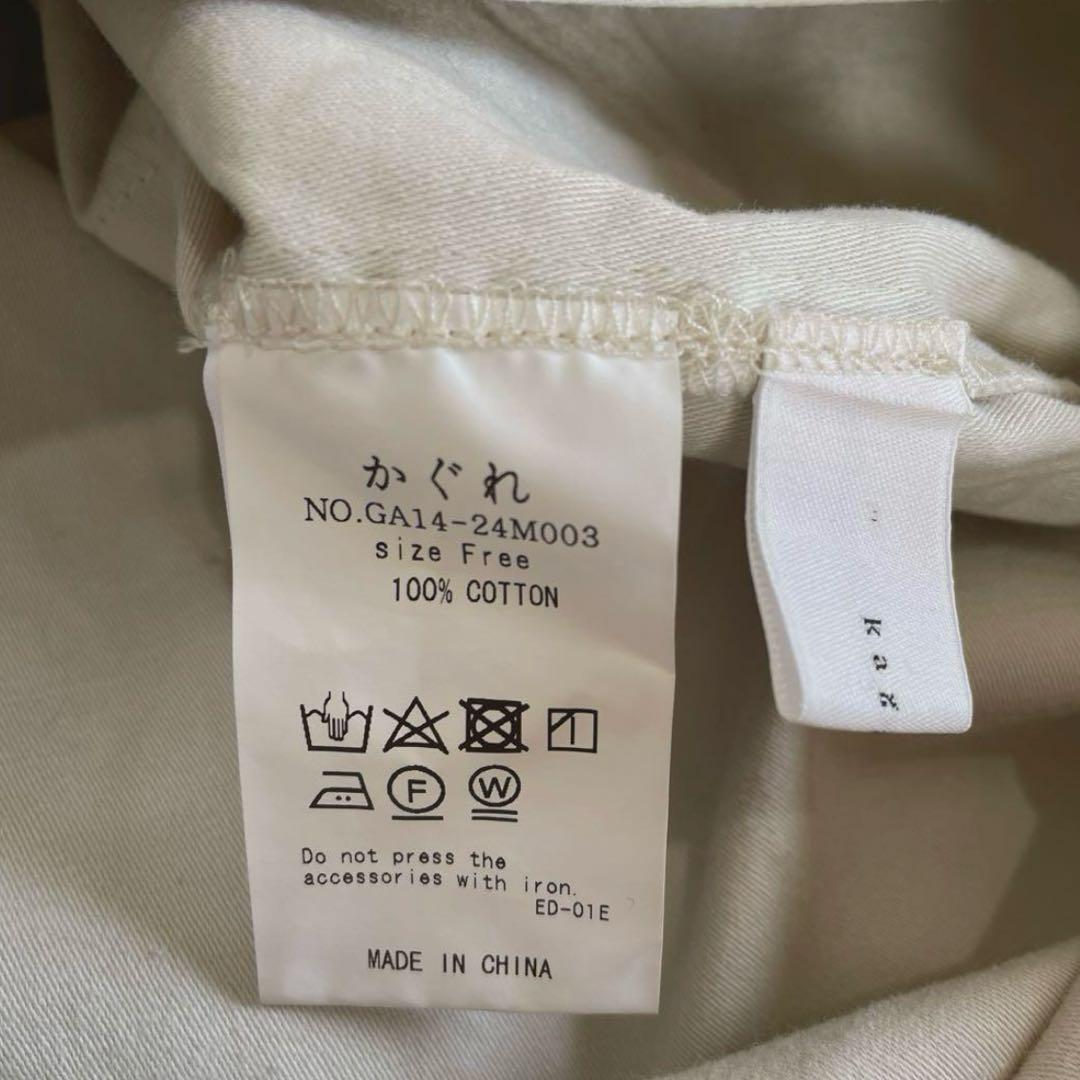 かぐれ
NO.GA14-24M003
size Free
100% COTTON
F W
Do not press the
accessories with iron.
ED-01E
MADE IN CHINA
kag